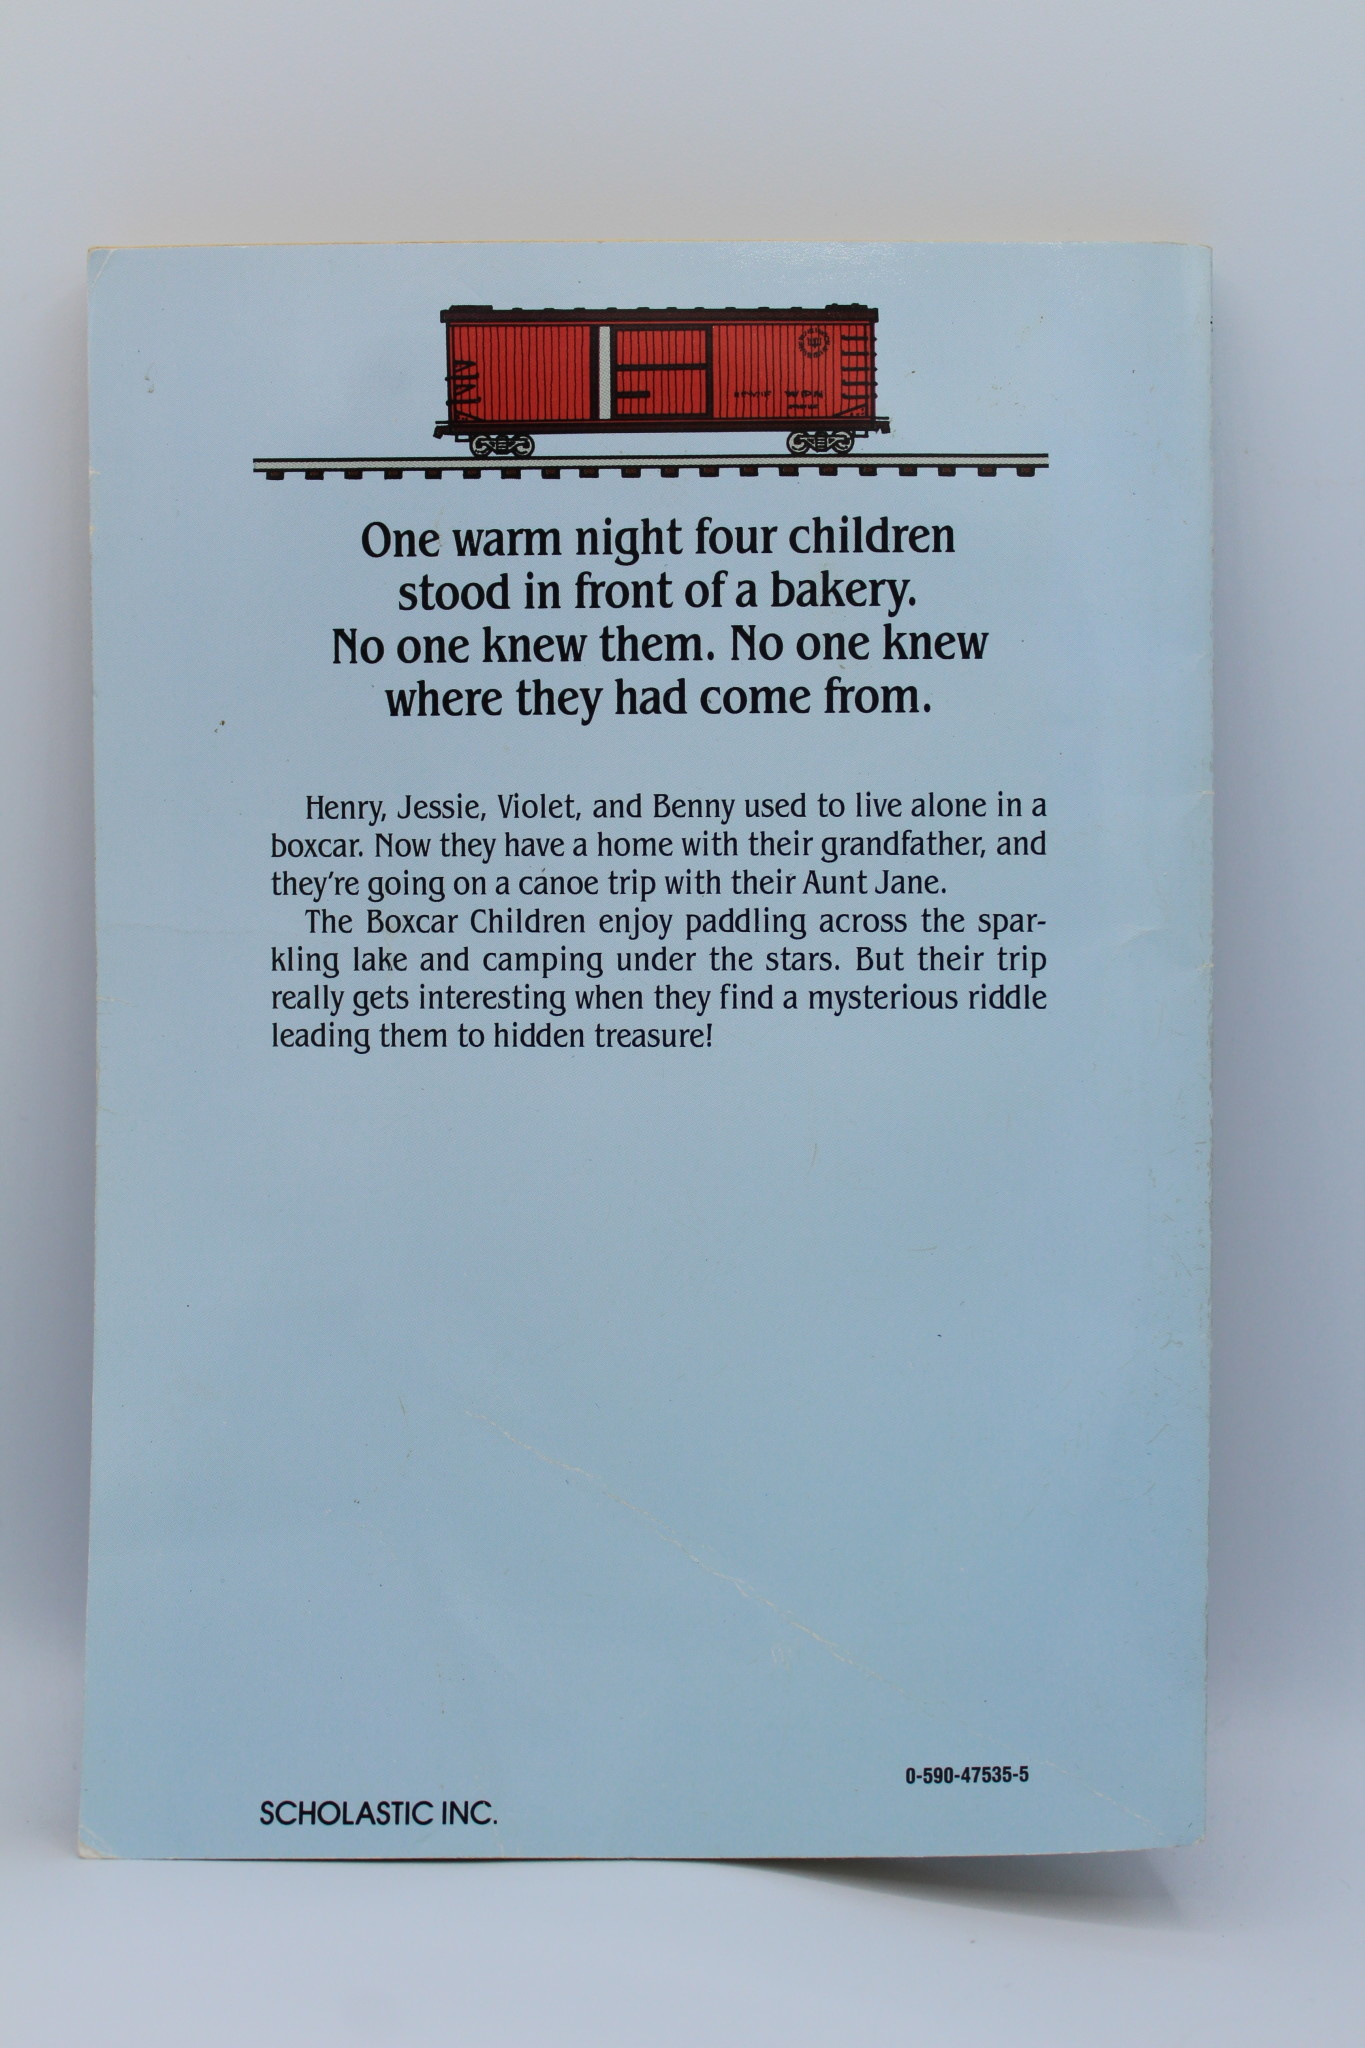 One warm night four children
stood in front of a bakery.
No one knew them. No one knew
where they had come from.
Henry, Jessie, Violet, and Benny used to live alone in a
boxcar. Now they have a home with their grandfather, and
they're going on a canoe trip with their Aunt Jane.
The Boxcar Children enjoy paddling across the spar-
kling lake and camping under the stars. But their trip
really gets interesting when they find a mysterious riddle
leading them to hidden treasure!
0-590-47535-5
SCHOLASTIC INC.